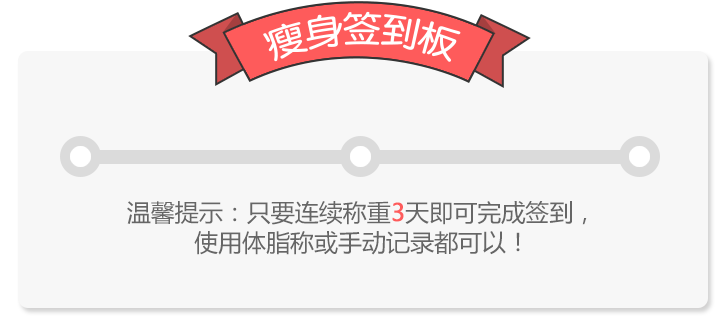 瘦身签到板
温馨提示：只要连续称重3天即可完成签到，
使用体脂称或手动记录都可以！